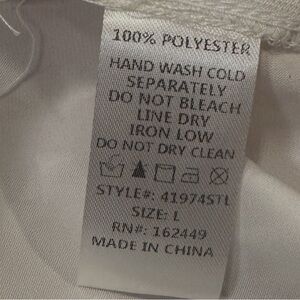 100% POLYESTER
HAND WASH COLD
SEPARATELY
DO NOT BLEACH
LINE DRY
IRON LOW
DO NOT DRY CLEAN
STYLE#: 41974STL
SIZE: L
RN#: 162449
MADE IN CHINA